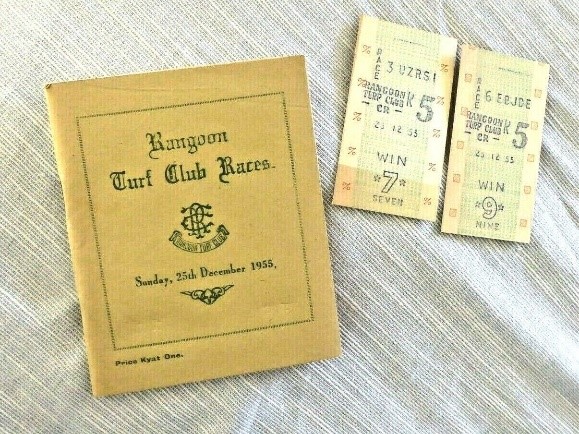 Rangoon
Turf Club Races.
RANGOON TURF CLUB
Sunday, 25th December 1955.
Price Kyat One.
RACE
3 UZRSI
RANGOON
TURF CLUB
K 5
- CR -
25 12 55
WIN
*7*
SEVEN
RACE
6 EBJDE
RANGOON
TURF CLUB
K 5
- CR -
25 12 55
WIN
*9*
NINE